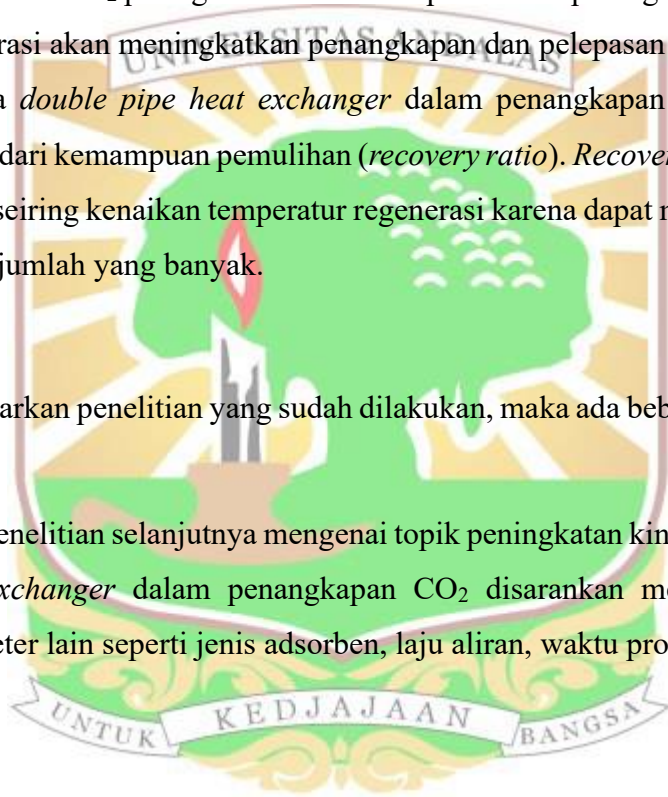 rasi akan meningkatkan penangkapan dan pelepasan
UNIVERSITAS ANDALAS
double pipe heat exchanger dalam penangkapan
dari kemampuan pemulihan (recovery ratio). Recover
seiring kenaikan temperatur regenerasi karena dapat
jumlah yang banyak.
arkan penelitian yang sudah dilakukan, maka ada beb
enelitian selanjutnya mengenai topik peningkatan kin
xchanger dalam penangkapan CO₂ disarankan me
eter lain seperti jenis adsorben, laju aliran, waktu pro
UNTUK KEDJAJAAN BANGSA